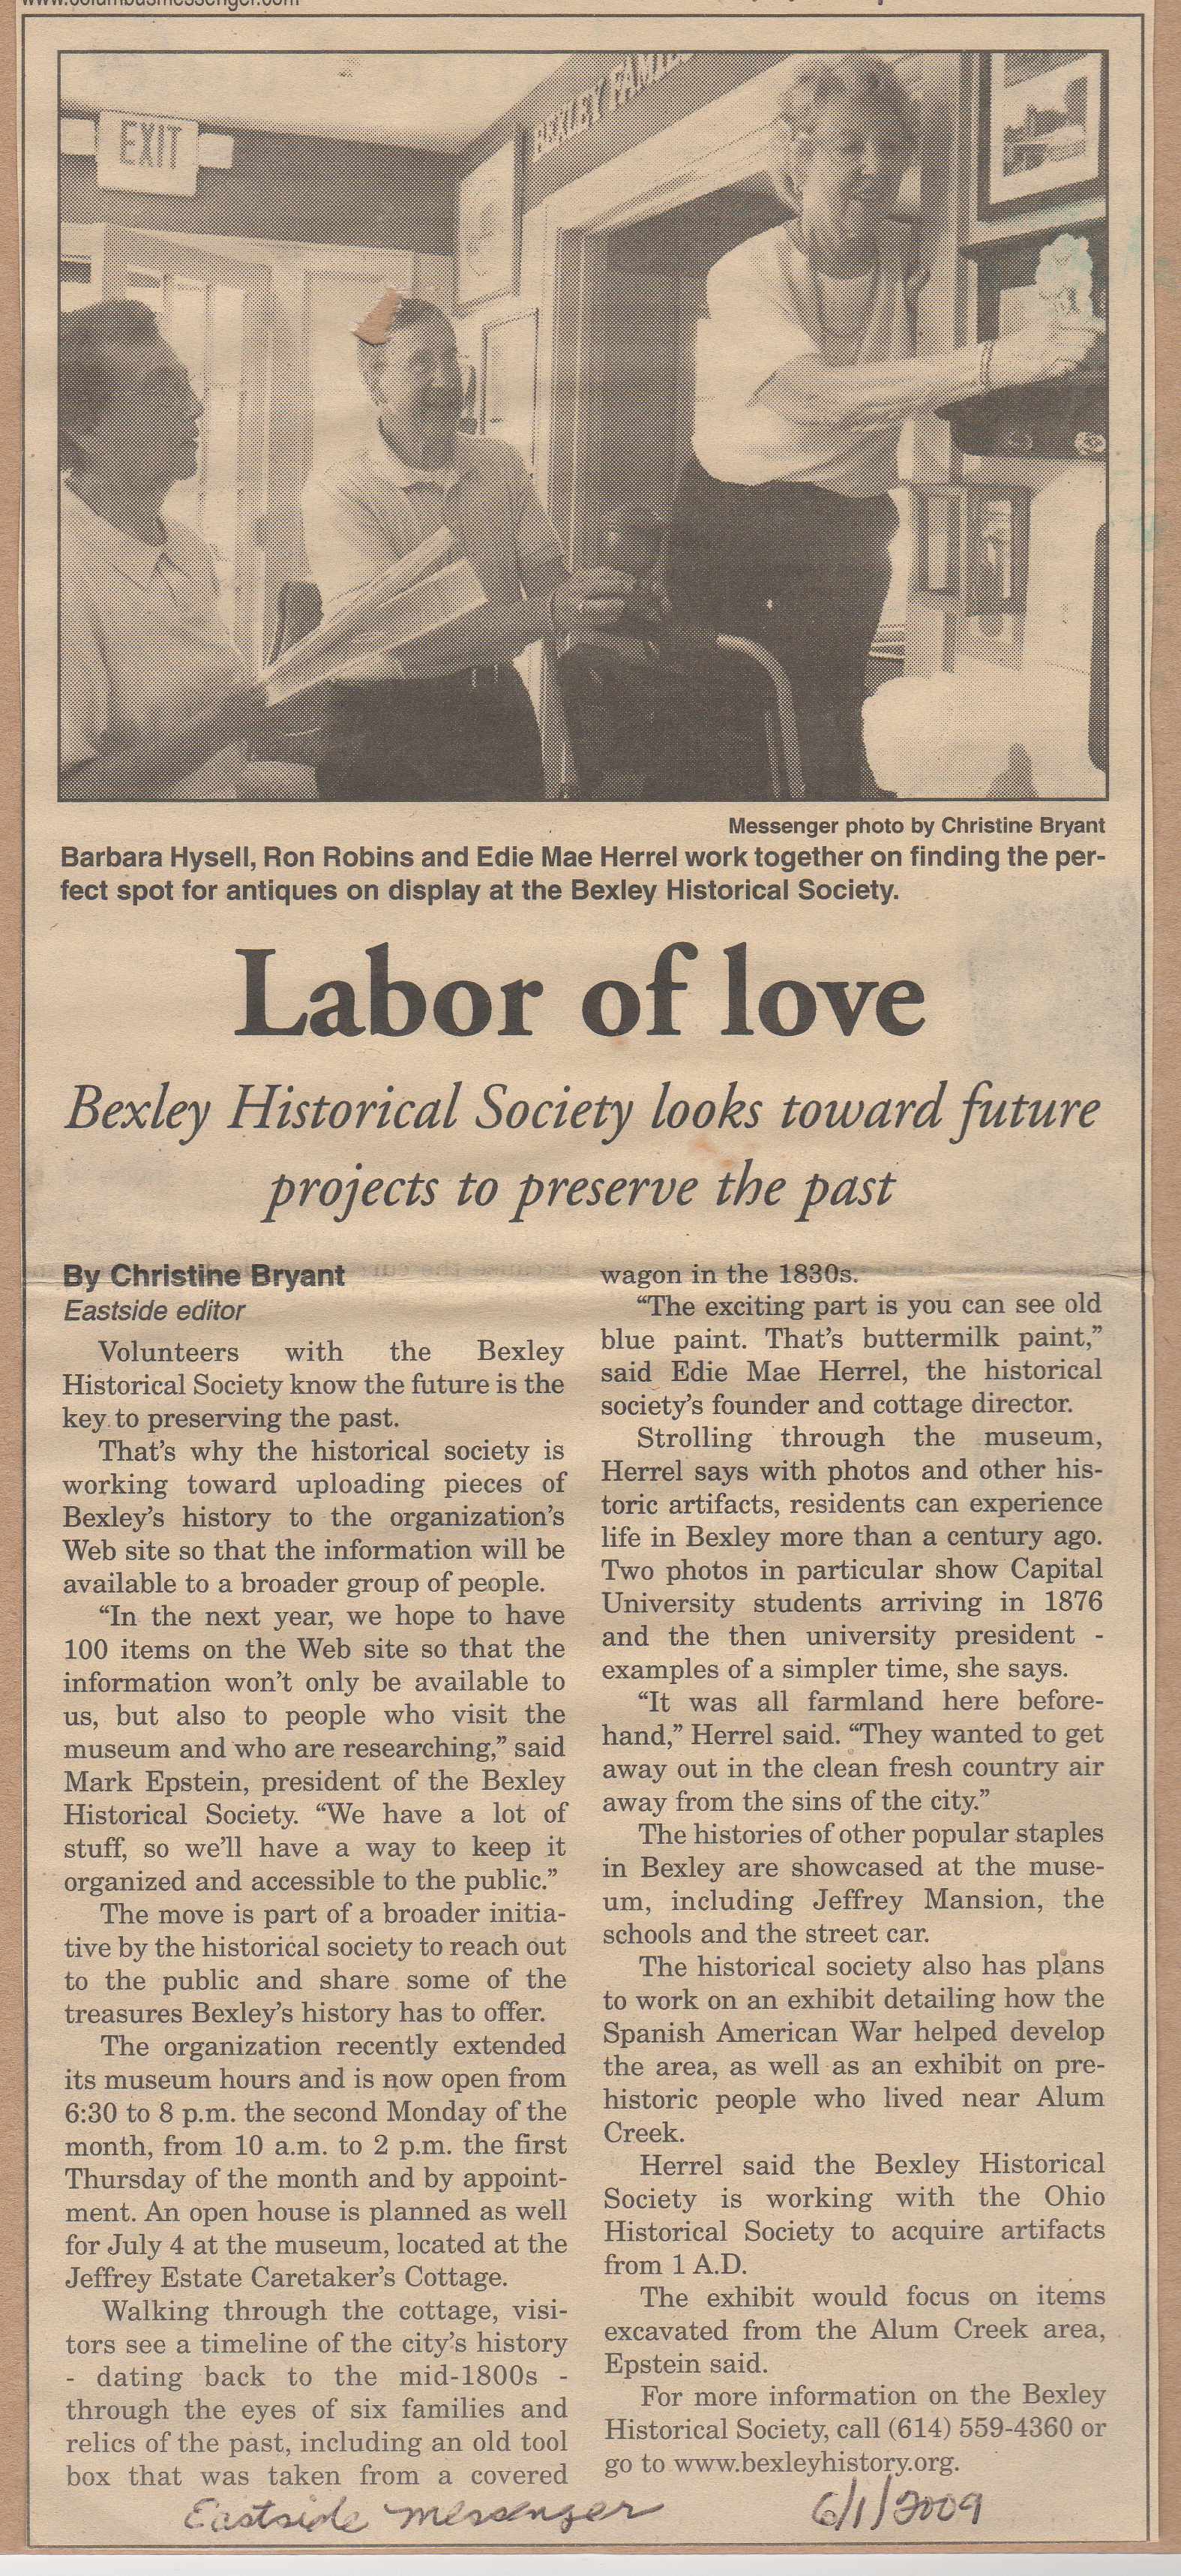 www.columbusmessenger.com
EXIT
BEXLEY FAMIL
Messenger photo by Christine Bryant
Barbara Hysell, Ron Robins and Edie Mae Herrel work together on finding the per-
fect spot for antiques on display at the Bexley Historical Society.
Labor of love
Bexley Historical Society looks toward future
projects to preserve the past
By Christine Bryant
Eastside editor
Volunteers with the Bexley
Historical Society know the future is the
key to preserving the past.
That's why the historical society is
working toward uploading pieces of
Bexley's history to the organization's
Web site so that the information will be
available to a broader group of people.
“In the next year, we hope to have
100 items on the Web site so that the
information won't only be available to
us, but also to people who visit the
museum and who are researching,” said
Mark Epstein, president of the Bexley
Historical Society. “We have a lot of
stuff, so we'll have a way to keep it
organized and accessible to the public.”
The move is part of a broader initia-
tive by the historical society to reach out
to the public and share some of the
treasures Bexley's history has to offer.
The organization recently extended
its museum hours and is now open from
6:30 to 8 p.m. the second Monday of the
month, from 10 a.m. to 2 p.m. the first
Thursday of the month and by appoint-
ment. An open house is planned as well
for July 4 at the museum, located at the
Jeffrey Estate Caretaker's Cottage.
Walking through the cottage, visi-
tors see a timeline of the city's history
- dating back to the mid-1800s -
through the eyes of six families and
relics of the past, including an old tool
box that was taken from a covered
wagon in the 1830s.
“The exciting part is you can see old
blue paint. That's buttermilk paint,”
said Edie Mae Herrel, the historical
society's founder and cottage director.
Strolling through the museum,
Herrel says with photos and other his-
toric artifacts, residents can experience
life in Bexley more than a century ago.
Two photos in particular show Capital
University students arriving in 1876
and the then university president -
examples of a simpler time, she says.
“It was all farmland here before-
hand,” Herrel said. “They wanted to get
away out in the clean fresh country air
away from the sins of the city.”
The histories of other popular staples
in Bexley are showcased at the muse-
um, including Jeffrey Mansion, the
schools and the street car.
The historical society also has plans
to work on an exhibit detailing how the
Spanish American War helped develop
the area, as well as an exhibit on pre-
historic people who lived near Alum
Creek.
Herrel said the Bexley Historical
Society is working with the Ohio
Historical Society to acquire artifacts
from 1 A.D.
The exhibit would focus on items
excavated from the Alum Creek area,
Epstein said.
For more information on the Bexley
Historical Society, call (614) 559-4360 or
go to www.bexleyhistory.org.
Eastside Messenger 6/1/2009